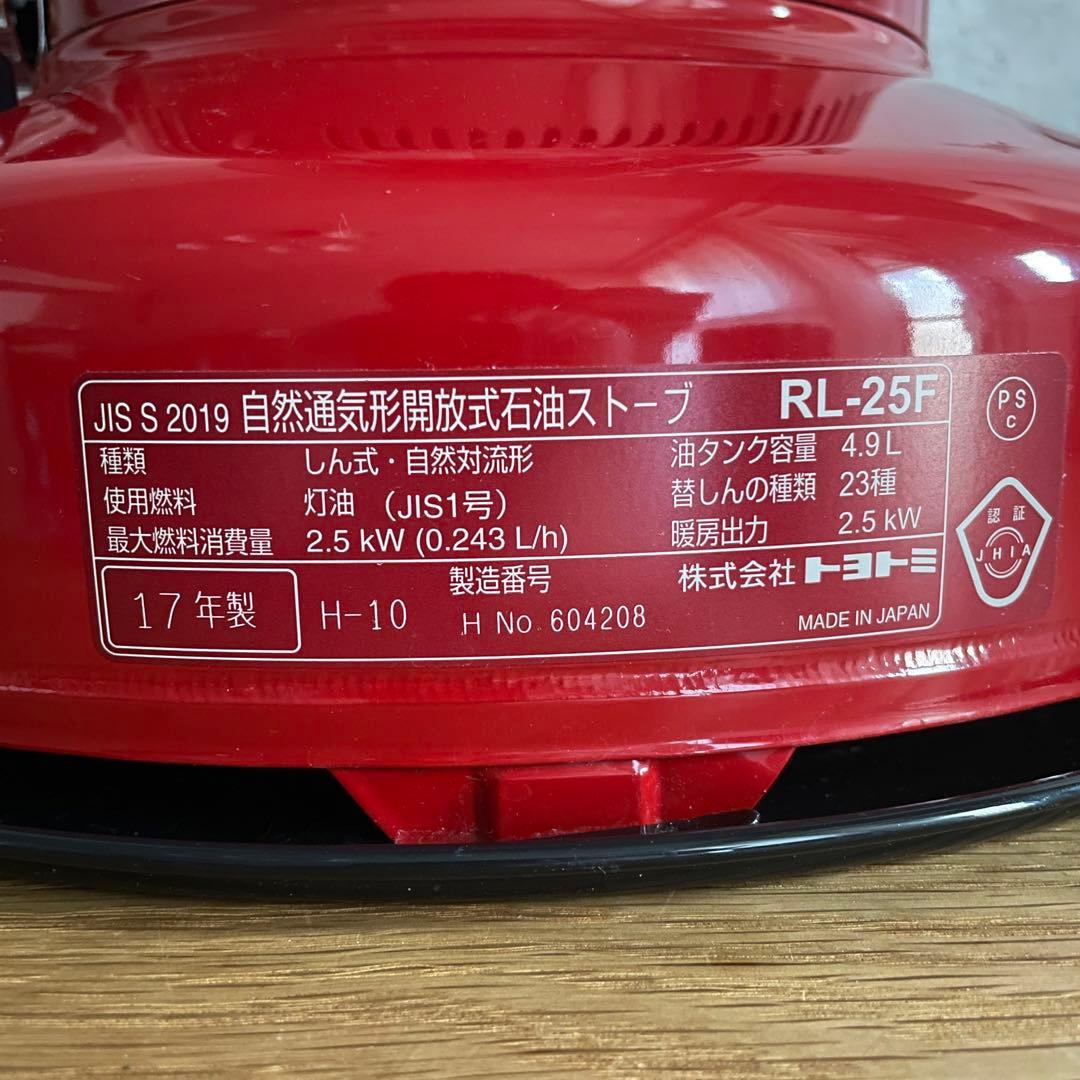 JIS S 2019 自然通気形開放式石油ストーブ RL-25F
種類 しん式・自然対流形 油タンク容量 4.9 L
使用燃料 灯油 (JIS1号) 替しんの種類 23種
最大燃料消費量 2.5 kW (0.243 L/h) 暖房出力 2.5 kW
17年製 H-10 製造番号 H No 604208 株式会社 トヨトミ
MADE IN JAPAN
PS
C
認証
JHIA